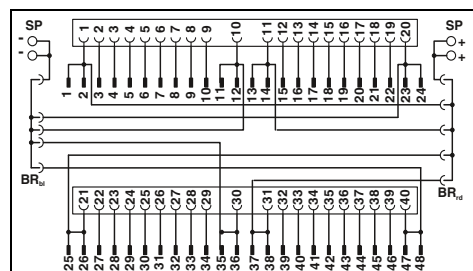 SP SP
- +
- +
1 2 3 4 5 6 7 8 9 10 11 12 13 14 15 16 17 18 19 20
1 2 3 4 5 6 7 8 9 10 11 12 13 14 15 16 17 18 19 20 21 22 23 24
BRbl BRrd
21 22 23 24 25 26 27 28 29 30 31 32 33 34 35 36 37 38 39 40
25 26 27 28 29 30 31 32 33 34 35 36 37 38 39 40 41 42 43 44 45 46 47 48